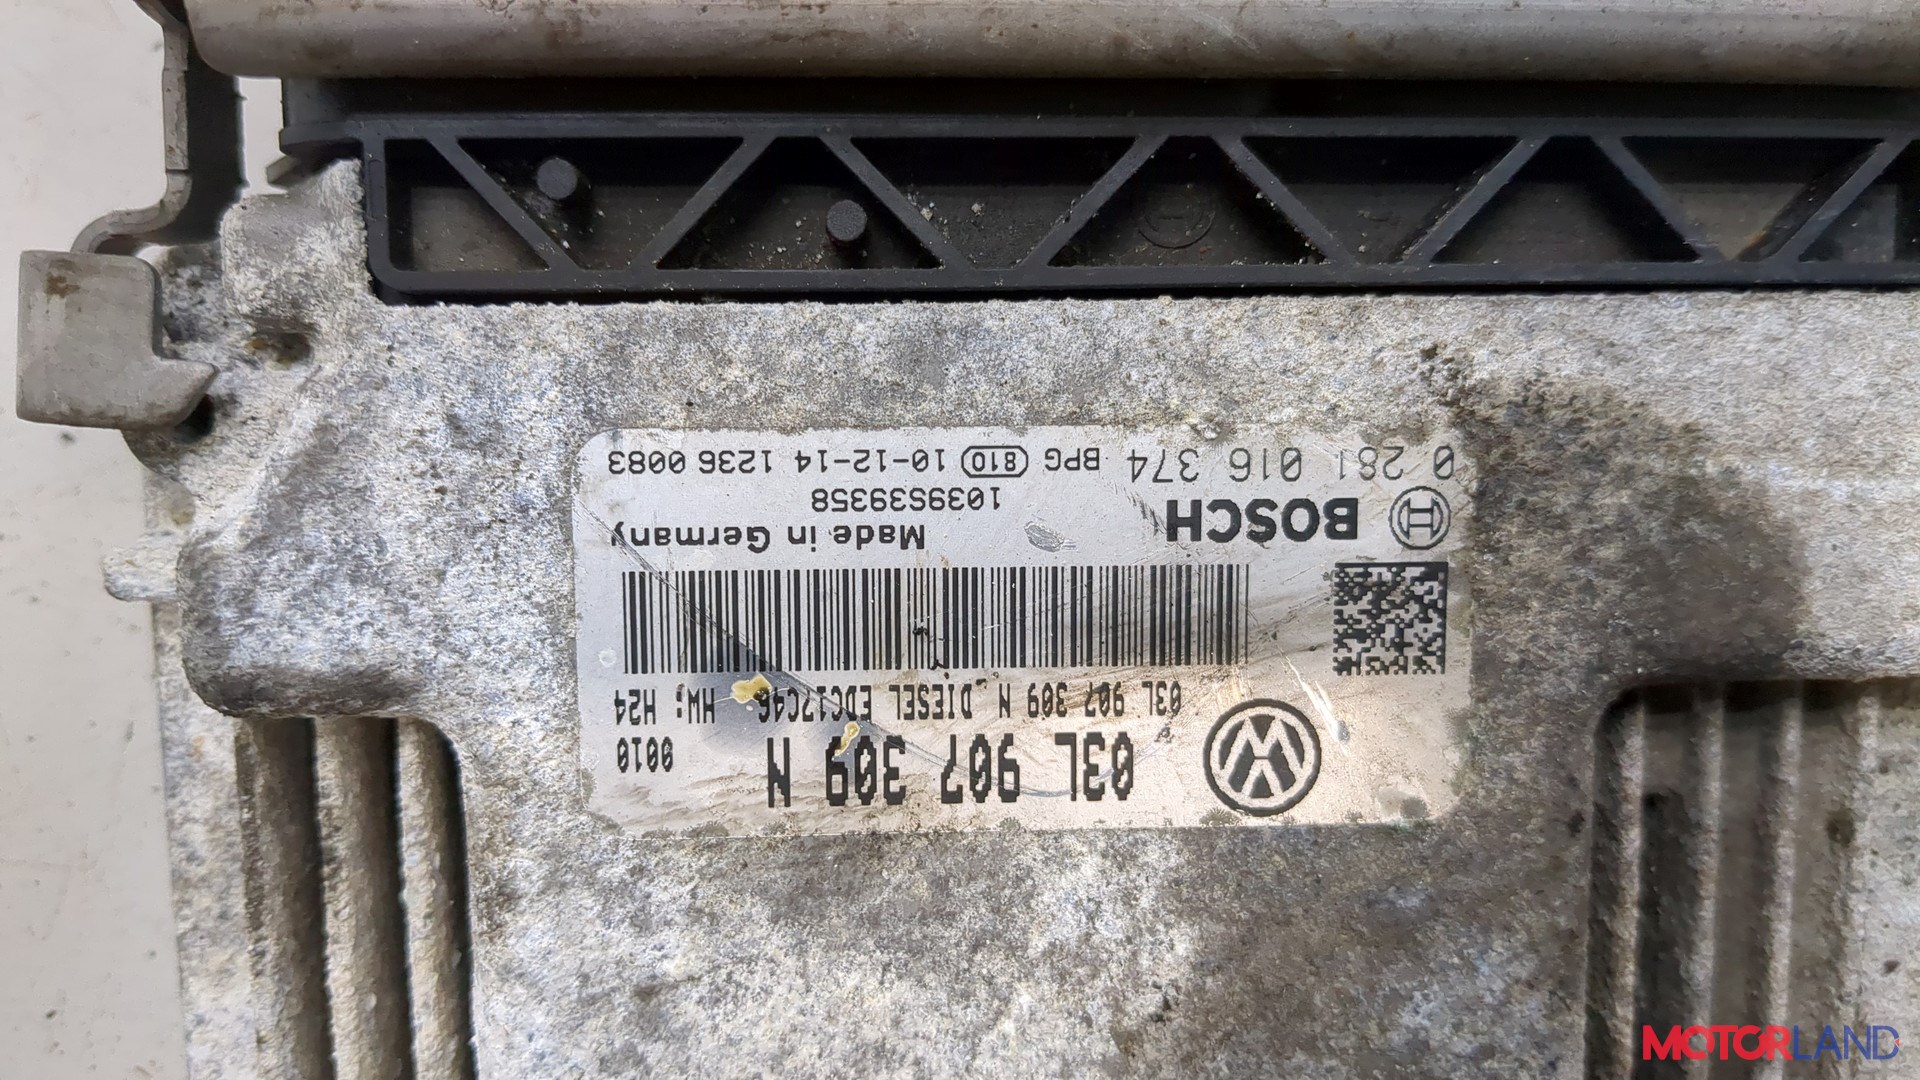 03L 907 309 N 0010
03L 907 309 N DIESEL EDC17C46 HW: H24
BOSCH Made in Germany
1039S39358
0 281 016 374 BPG 810 10-12-14 1236 0083
MOTORLAND